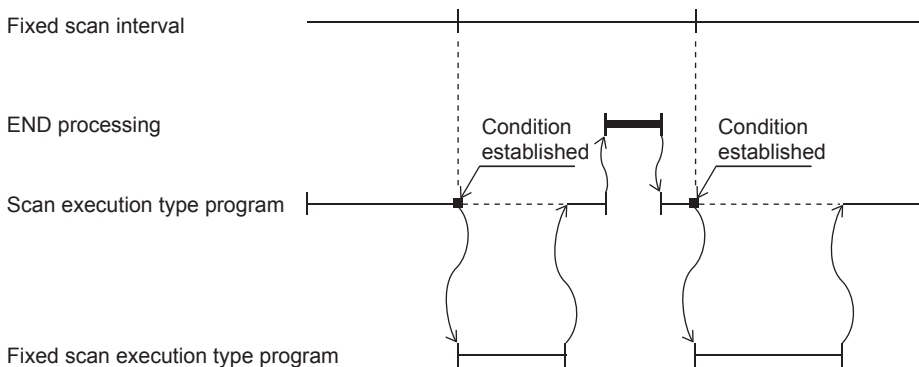 Fixed scan interval
END processing
Condition
established
Condition
established
Scan execution type program
Fixed scan execution type program